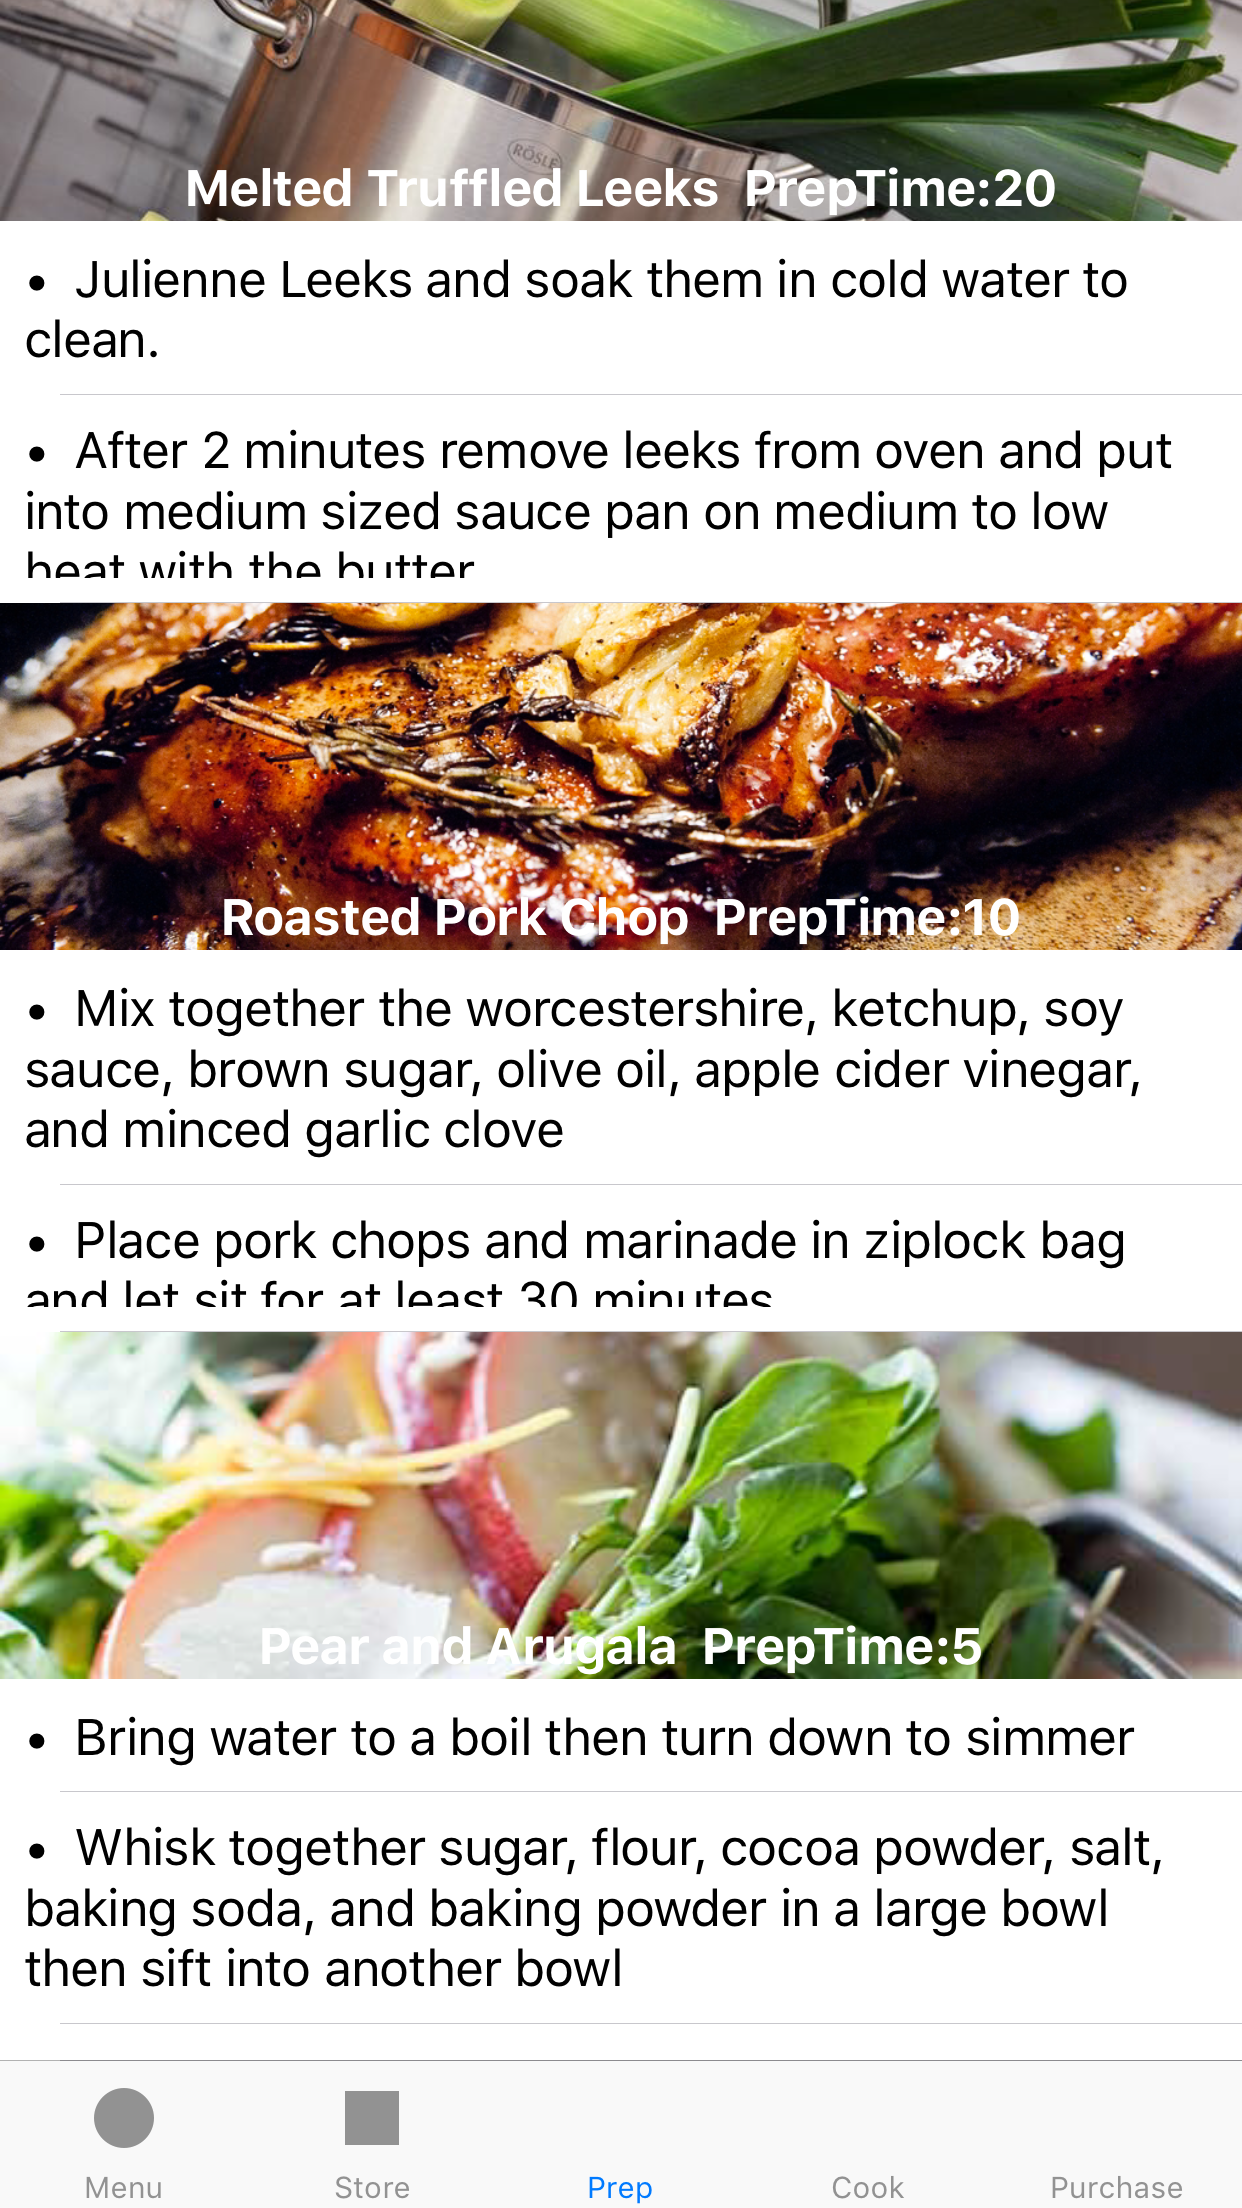 RÖSLE
Melted Truffled Leeks PrepTime:20
• Julienne Leeks and soak them in cold water to
clean.
• After 2 minutes remove leeks from oven and put
into medium sized sauce pan on medium to low
heat with the butter
Roasted Pork Chop PrepTime:10
• Mix together the worcestershire, ketchup, soy
sauce, brown sugar, olive oil, apple cider vinegar,
and minced garlic clove
• Place pork chops and marinade in ziplock bag
and let sit for at least 30 minutes
Pear and Arugala PrepTime:5
• Bring water to a boil then turn down to simmer
• Whisk together sugar, flour, cocoa powder, salt,
baking soda, and baking powder in a large bowl
then sift into another bowl
Menu Store Prep Cook Purchase